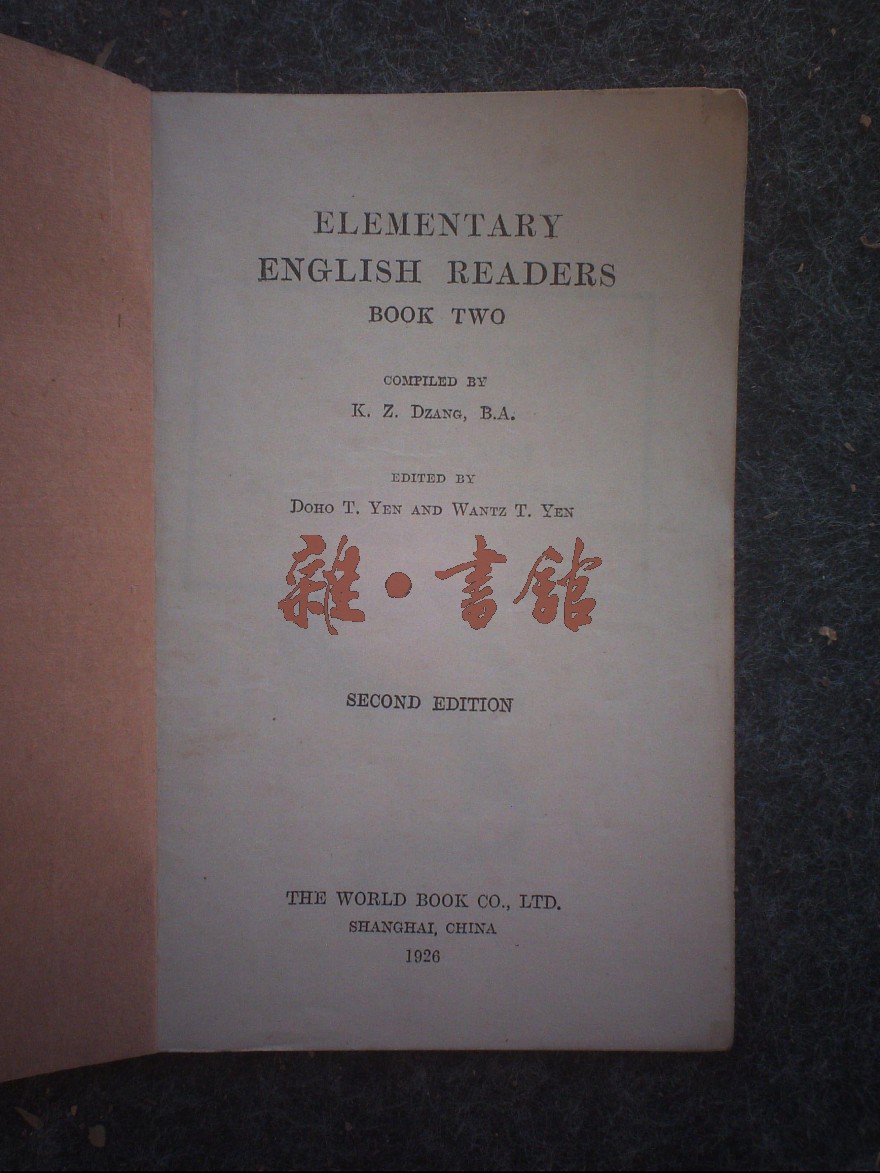 ELEMENTARY
ENGLISH READERS
BOOK TWO
COMPILED BY
K. Z. DZANG, B.A.
EDITED BY
DOHO T. YEN AND WANTZ T. YEN
雜·書館
SECOND EDITION
THE WORLD BOOK CO., LTD.
SHANGHAI, CHINA
1926